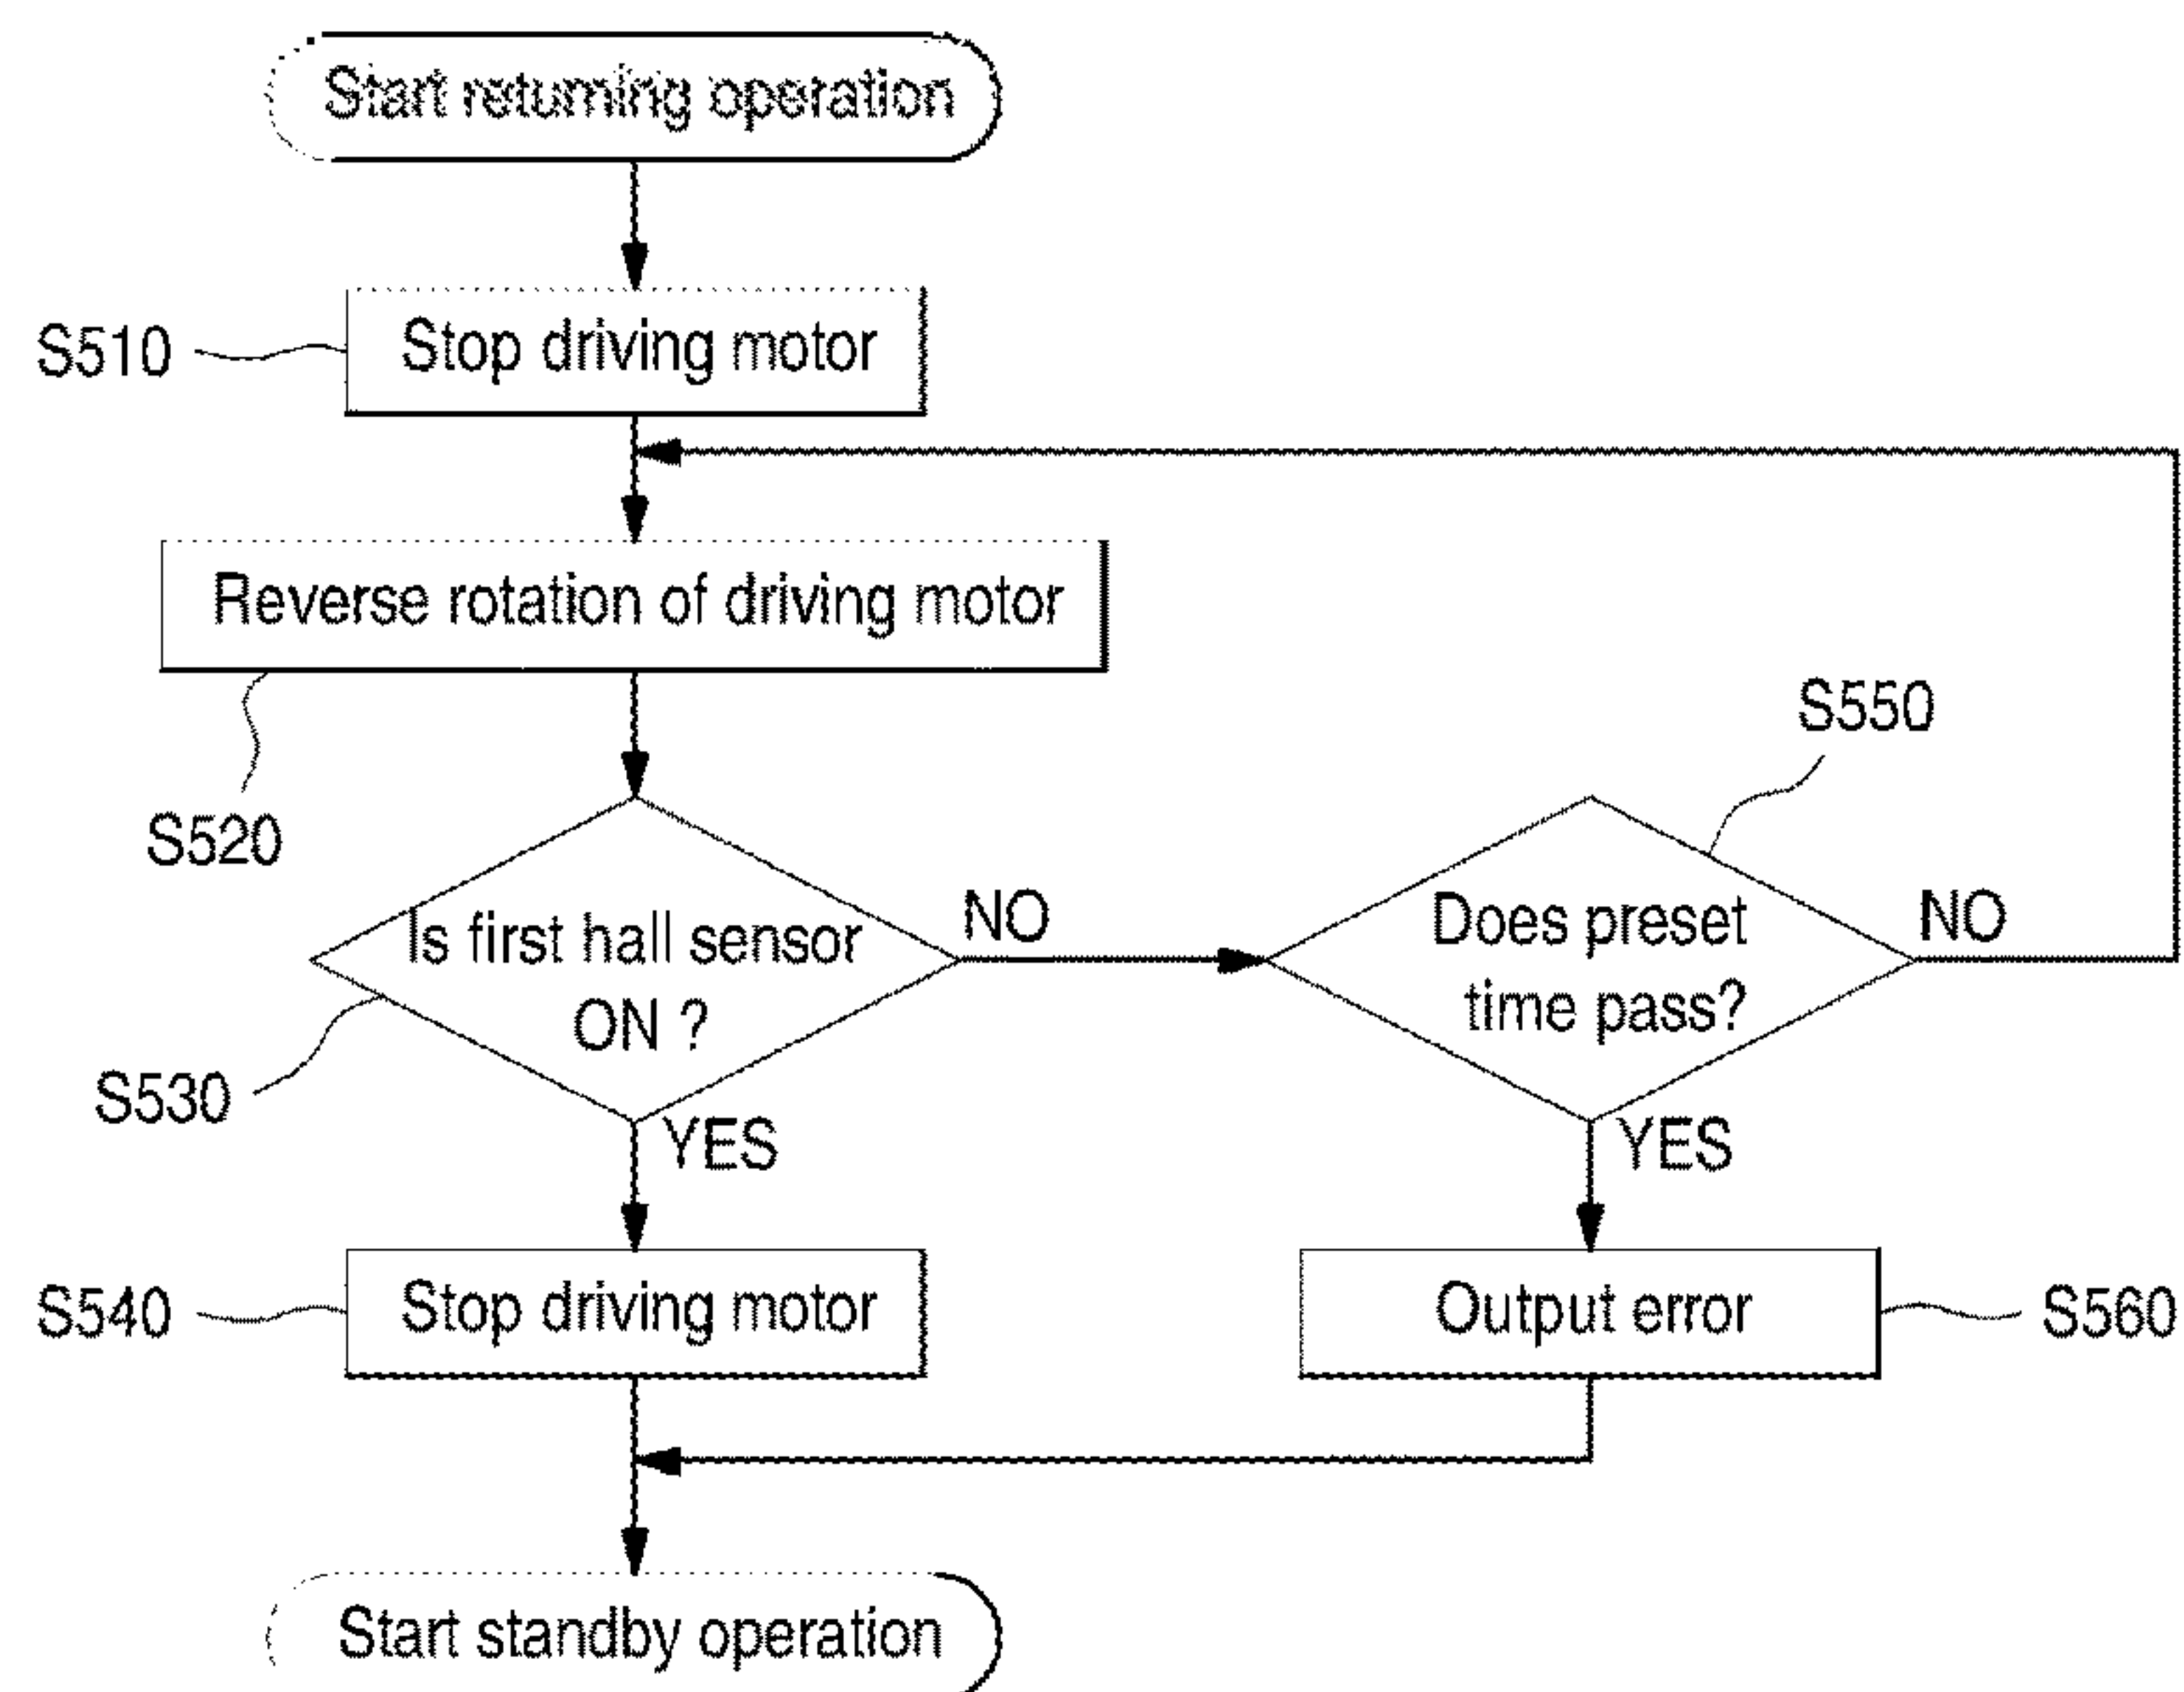 Start returning operation
S510
Stop driving motor
Reverse rotation of driving motor
S520
S550
Is first hall sensor
ON ?
NO
Does preset
time pass?
NO
S530
YES
YES
S540
Stop driving motor
Output error
S560
Start standby operation